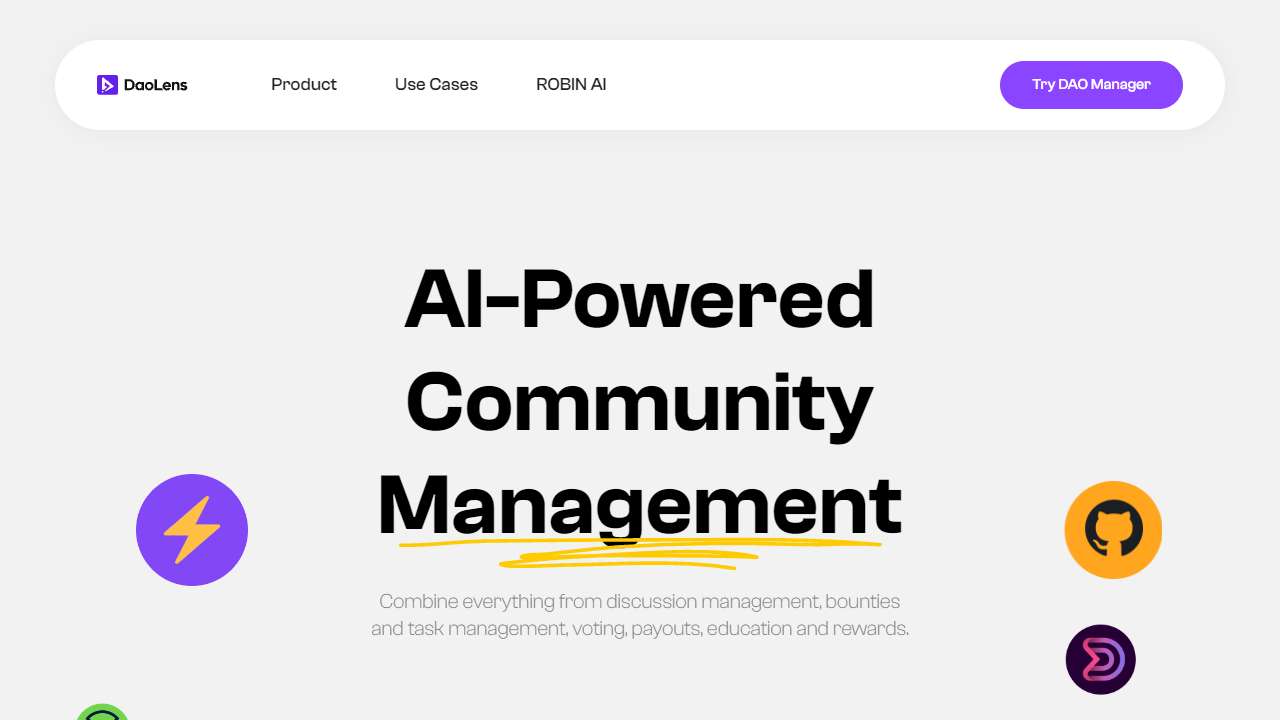 DaoLens
Product
Use Cases
ROBIN AI
Try DAO Manager
AI-Powered
Community
Management
Combine everything from discussion management, bounties
and task management, voting, payouts, education and rewards.